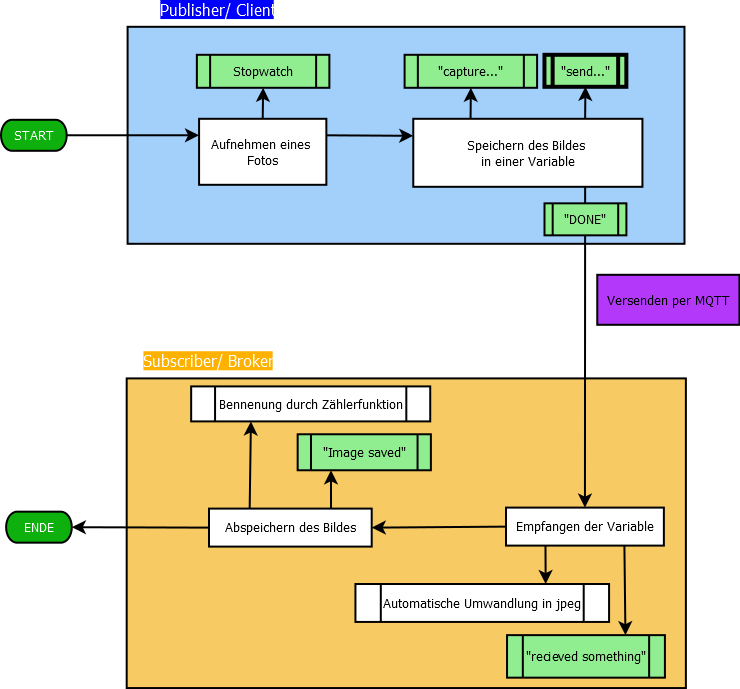 Publisher/ Client
Stopwatch
"capture..."
"send..."
START
Aufnehmen eines
Fotos
Speichern des Bildes
in einer Variable
"DONE"
Versenden per MQTT
Subscriber/ Broker
Bennenung durch Zählerfunktion
"Image saved"
ENDE
Abspeichern des Bildes
Empfangen der Variable
Automatische Umwandlung in jpeg
"recieved something"